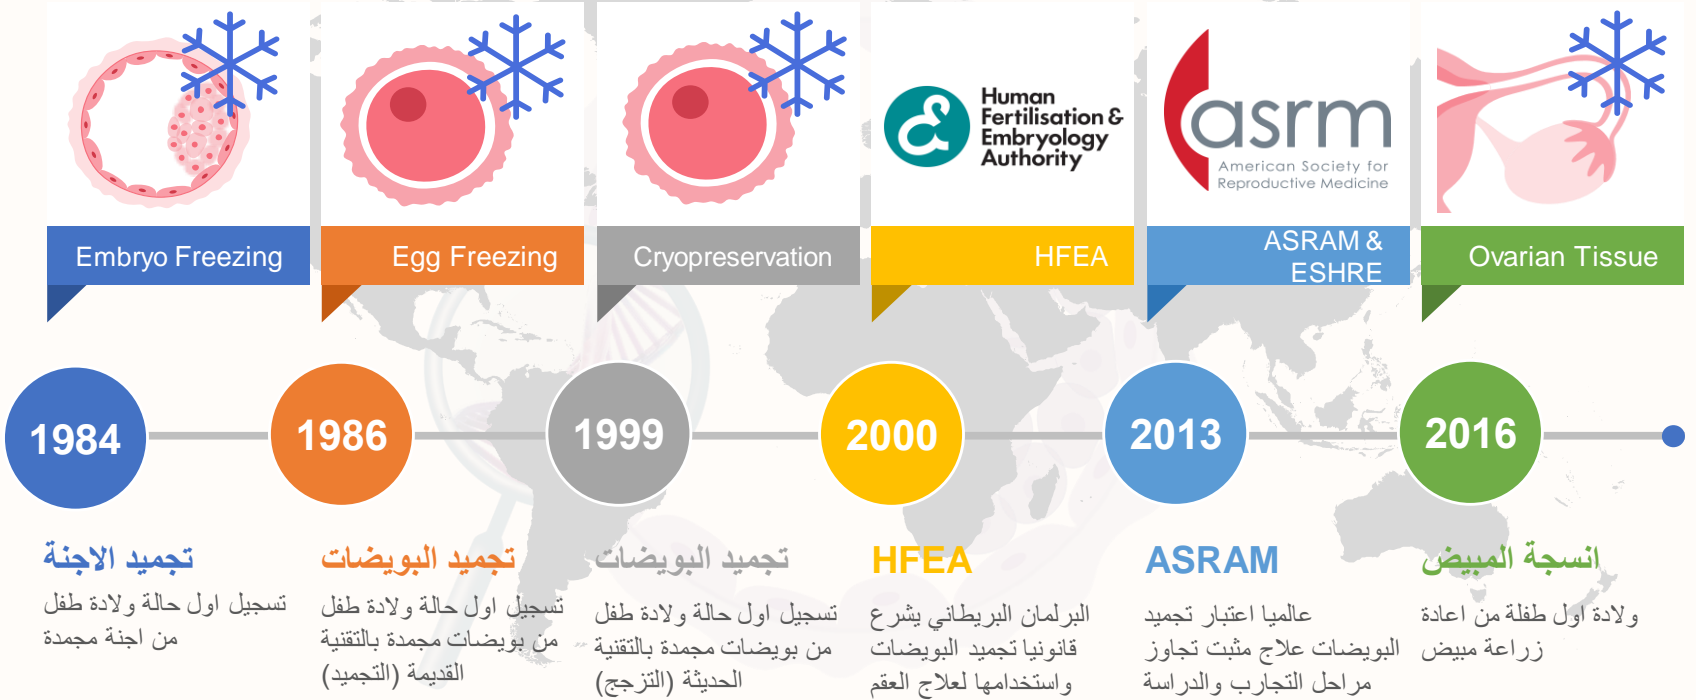 Human
Fertilisation &
Embryology
Authority
asrm
American Society for
Reproductive Medicine
Embryo Freezing
Egg Freezing
Cryopreservation
HFEA
ASRAM &
ESHRE
Ovarian Tissue
1984
1986
1999
2000
2013
2016
تجميد الاجنة
تسجيل اول حالة ولادة طفل
من اجنة مجمدة
تجميد البويضات
تسجيل اول حالة ولادة طفل
من بويضات مجمدة بالتقنية
القديمة (التجميد)
تجميد البويضات
تسجيل اول حالة ولادة طفل
من بويضات مجمدة بالتقنية
الحديثة (التزجج)
HFEA
البرلمان البريطاني يشرع
قانونيا تجميد البويضات
واستخدامها لعلاج العقم
ASRAM
عالميا اعتبار تجميد
البويضات علاج مثبت تجاوز
مراحل التجارب والدراسة
انسجة المبيض
ولادة اول طفلة من اعادة
زراعة مبيض